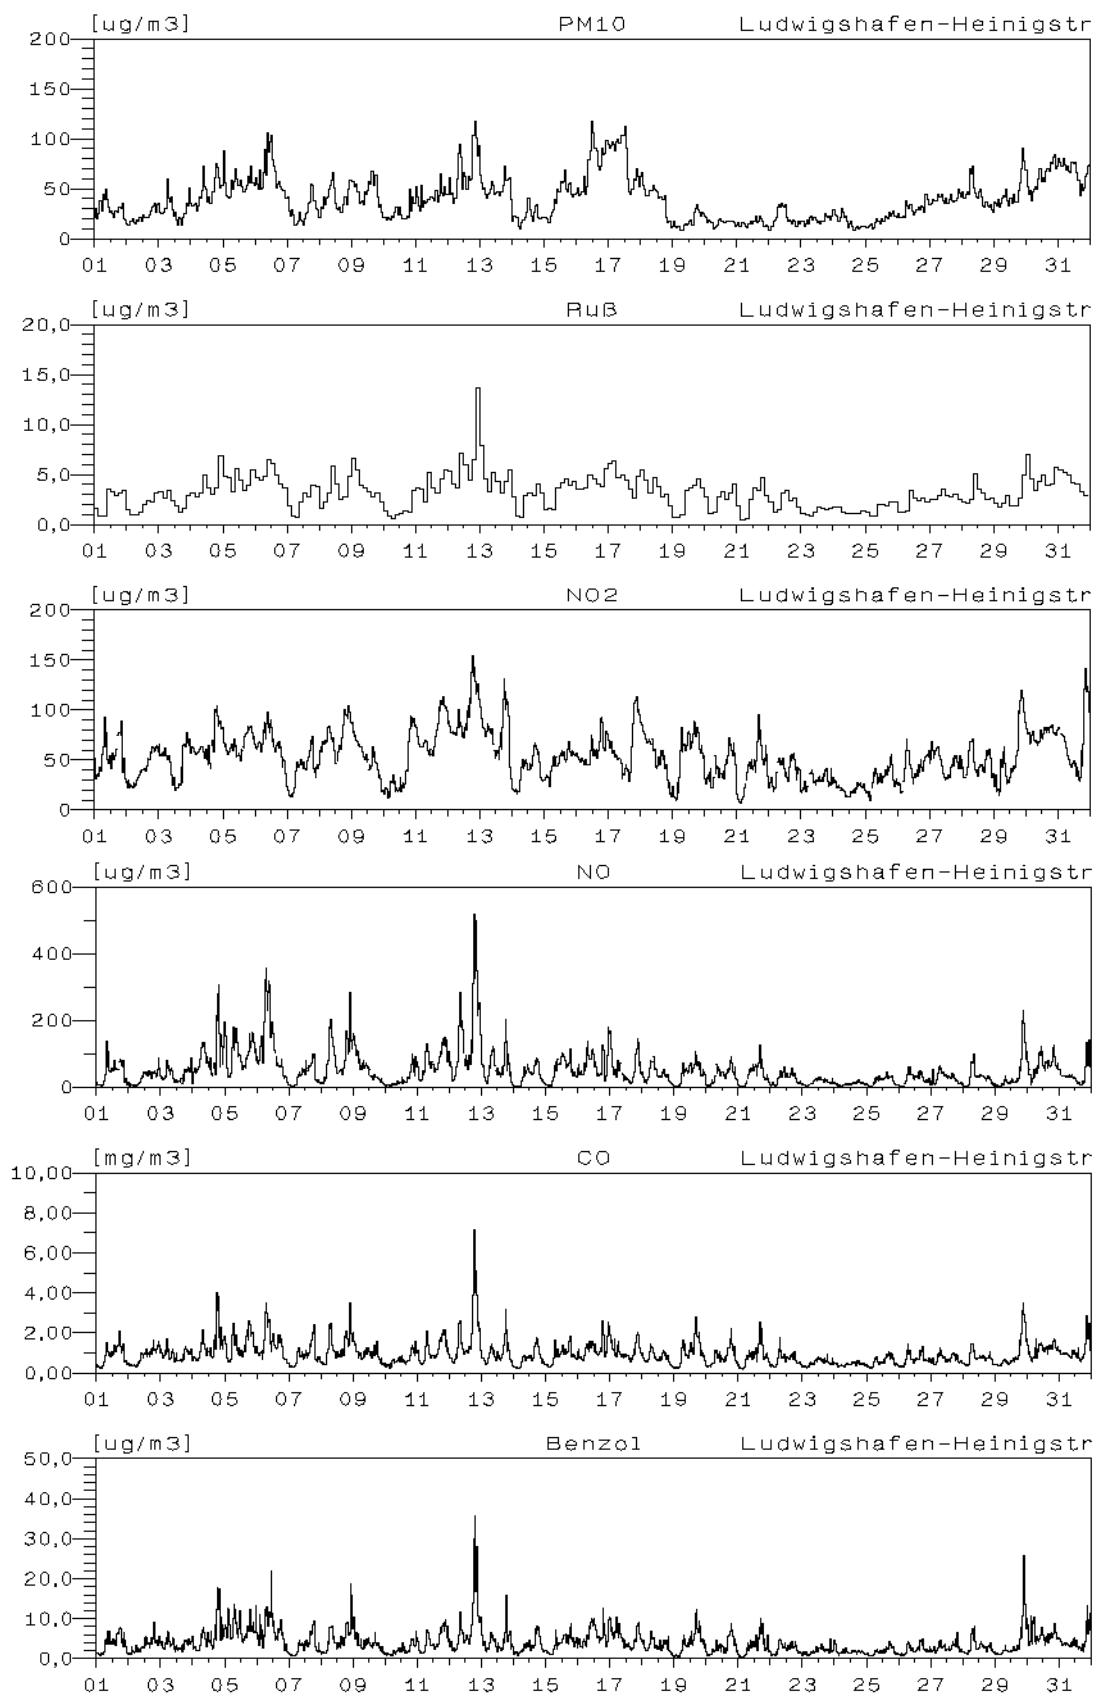 [ug/m3] PM10 Ludwigshafen-Heinigstr
200
150
100
50
0
01 03 05 07 09 11 13 15 17 19 21 23 25 27 29 31
[ug/m3] Ruß Ludwigshafen-Heinigstr
20,0
15,0
10,0
5,0
0,0
01 03 05 07 09 11 13 15 17 19 21 23 25 27 29 31
[ug/m3] NO2 Ludwigshafen-Heinigstr
200
150
100
50
0
01 03 05 07 09 11 13 15 17 19 21 23 25 27 29 31
[ug/m3] NO Ludwigshafen-Heinigstr
600
400
200
0
01 03 05 07 09 11 13 15 17 19 21 23 25 27 29 31
[mg/m3] CO Ludwigshafen-Heinigstr
10,00
8,00
6,00
4,00
2,00
0,00
01 03 05 07 09 11 13 15 17 19 21 23 25 27 29 31
[ug/m3] Benzol Ludwigshafen-Heinigstr
50,0
40,0
30,0
20,0
10,0
0,0
01 03 05 07 09 11 13 15 17 19 21 23 25 27 29 31